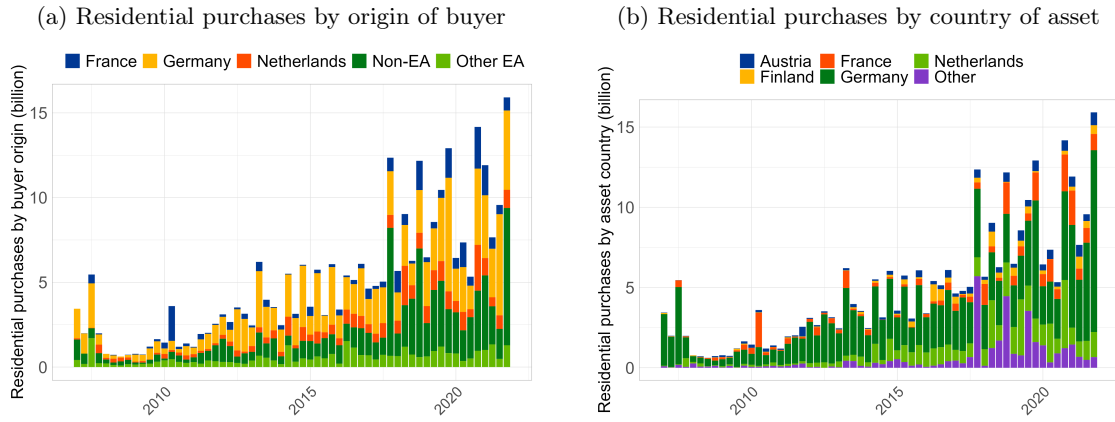 (a) Residential purchases by origin of buyer
France Germany Netherlands Non-EA Other EA
Residential purchases by buyer origin (billion)
15
10
5
0
2010 2015 2020
(b) Residential purchases by country of asset
Austria France Netherlands
Finland Germany Other
Residential purchases by asset country (billion)
15
10
5
0
2010 2015 2020